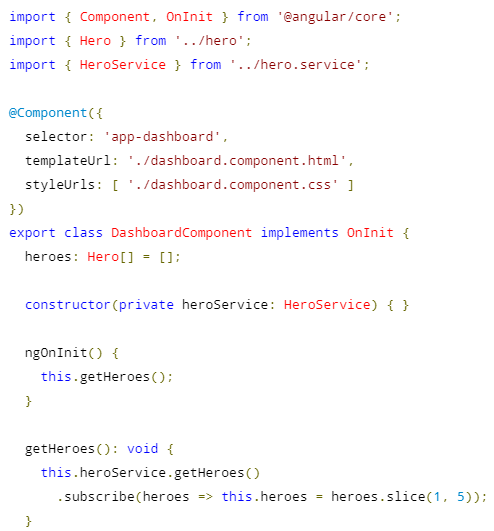 import { Component, OnInit } from '@angular/core';
import { Hero } from '../hero';
import { HeroService } from '../hero.service';

@Component({
  selector: 'app-dashboard',
  templateUrl: './dashboard.component.html',
  styleUrls: [ './dashboard.component.css' ]
})
export class DashboardComponent implements OnInit {
  heroes: Hero[] = [];

  constructor(private heroService: HeroService) { }

  ngOnInit() {
    this.getHeroes();
  }

  getHeroes(): void {
    this.heroService.getHeroes()
      .subscribe(heroes => this.heroes = heroes.slice(1, 5));
  }